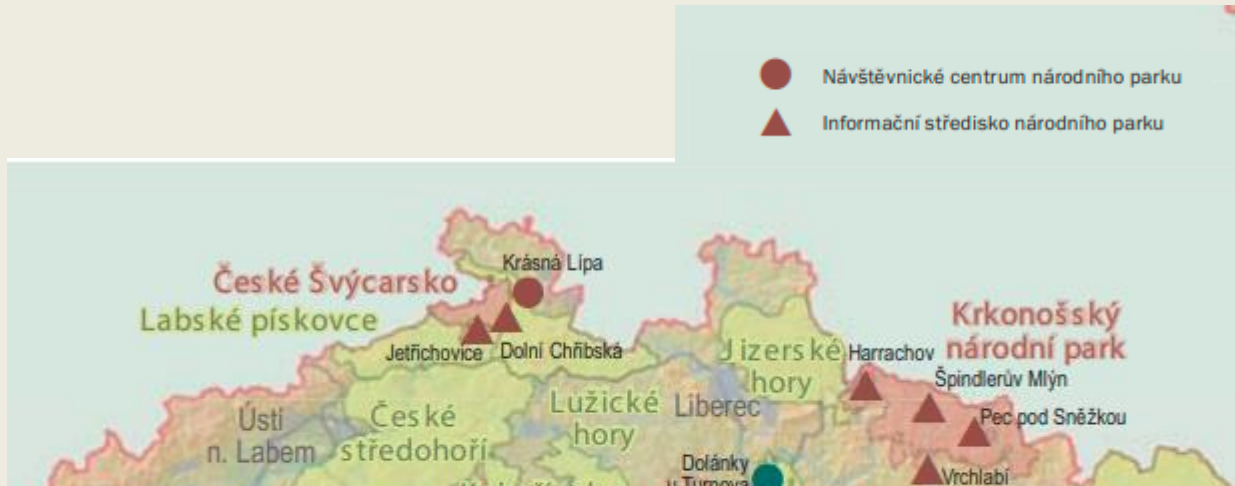 Návštěvnické centrum národního parku
Informační středisko národního parku
Krásná Lípa
České Švýcarsko
Labské pískovce
Jetřichovice
Dolní Chřibská
Krkonošský
národní park
Jizerské
hory
Harrachov
Špindlerův Mlýn
Pec pod Sněžkou
Ústí
n. Labem
České
středohoří
Lužické
hory
Liberec
Dolánky
u Turnova
Vrchlabí